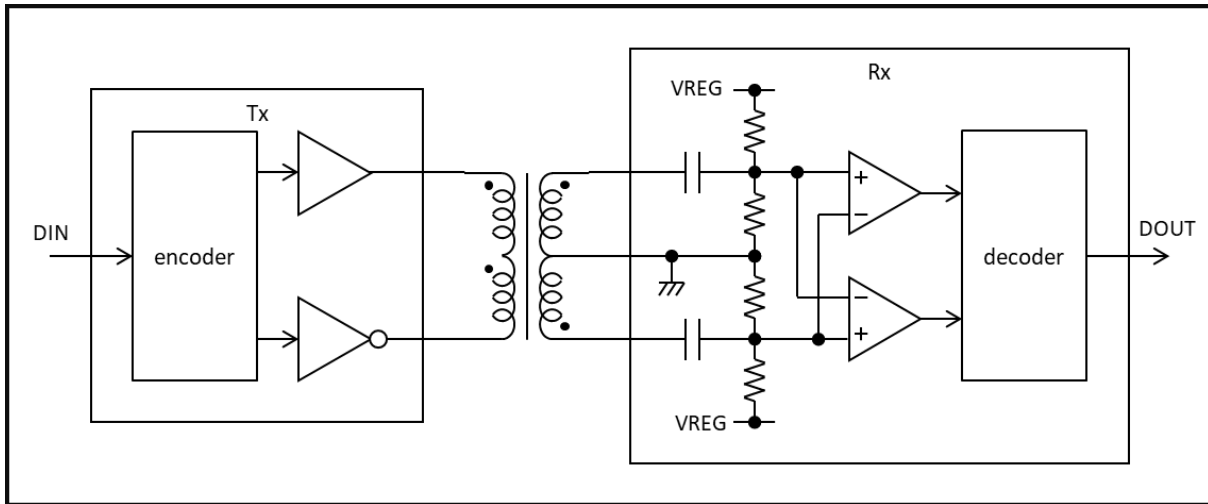 Tx
Rx
VREG
DIN
encoder
+
−
−
+
decoder
DOUT
VREG